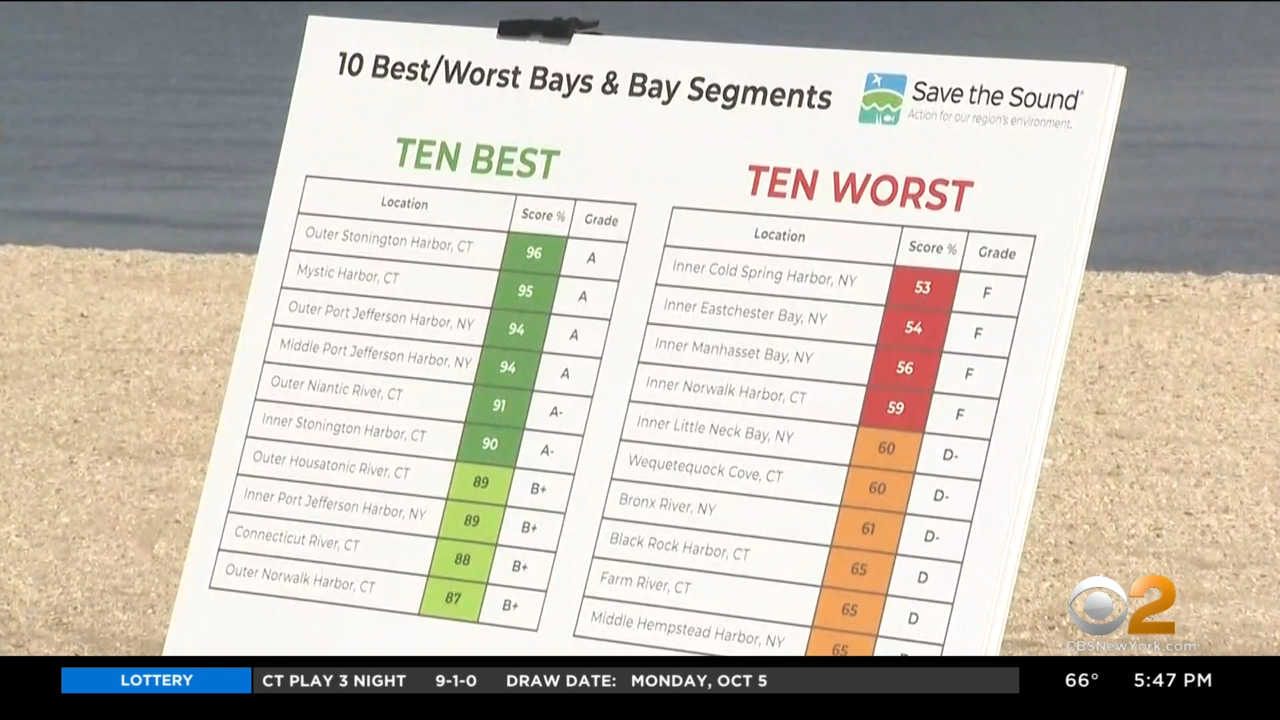 10 Best/Worst Bays & Bay Segments
Save the Sound®
Action for our region's environment.
TEN BEST
Location Score % Grade
Outer Stonington Harbor, CT 96 A
Mystic Harbor, CT 95 A
Outer Port Jefferson Harbor, NY 94 A
Middle Port Jefferson Harbor, NY 94 A
Outer Niantic River, CT 91 A-
Inner Stonington Harbor, CT 90 A-
Outer Housatonic River, CT 89 B+
Inner Port Jefferson Harbor, NY 89 B+
Connecticut River, CT 88 B+
Outer Norwalk Harbor, CT 87 B+
TEN WORST
Location Score % Grade
Inner Cold Spring Harbor, NY 53 F
Inner Eastchester Bay, NY 54 F
Inner Manhasset Bay, NY 56 F
Inner Norwalk Harbor, CT 59 F
Inner Little Neck Bay, NY 60 D-
Wequetequock Cove, CT 60 D-
Bronx River, NY 61 D-
Black Rock Harbor, CT 65 D
Farm River, CT 65 D
Middle Hempstead Harbor, NY 65
2
CBSNewYork.com
LOTTERY CT PLAY 3 NIGHT 9-1-0 DRAW DATE: MONDAY, OCT 5 66° 5:47 PM